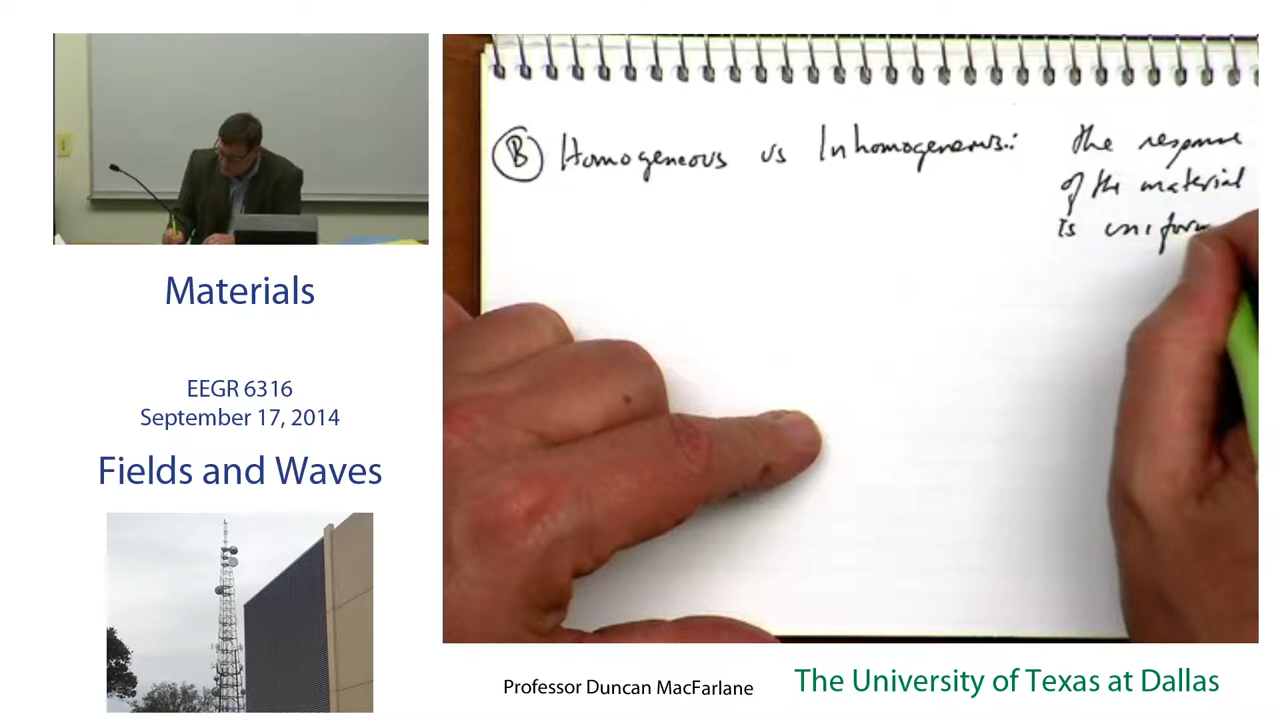 Materials
EEGR 6316
September 17, 2014
Fields and Waves
B Homogeneous vs Inhomogeneous: the response
of the material
is uniform
Professor Duncan MacFarlane
The University of Texas at Dallas